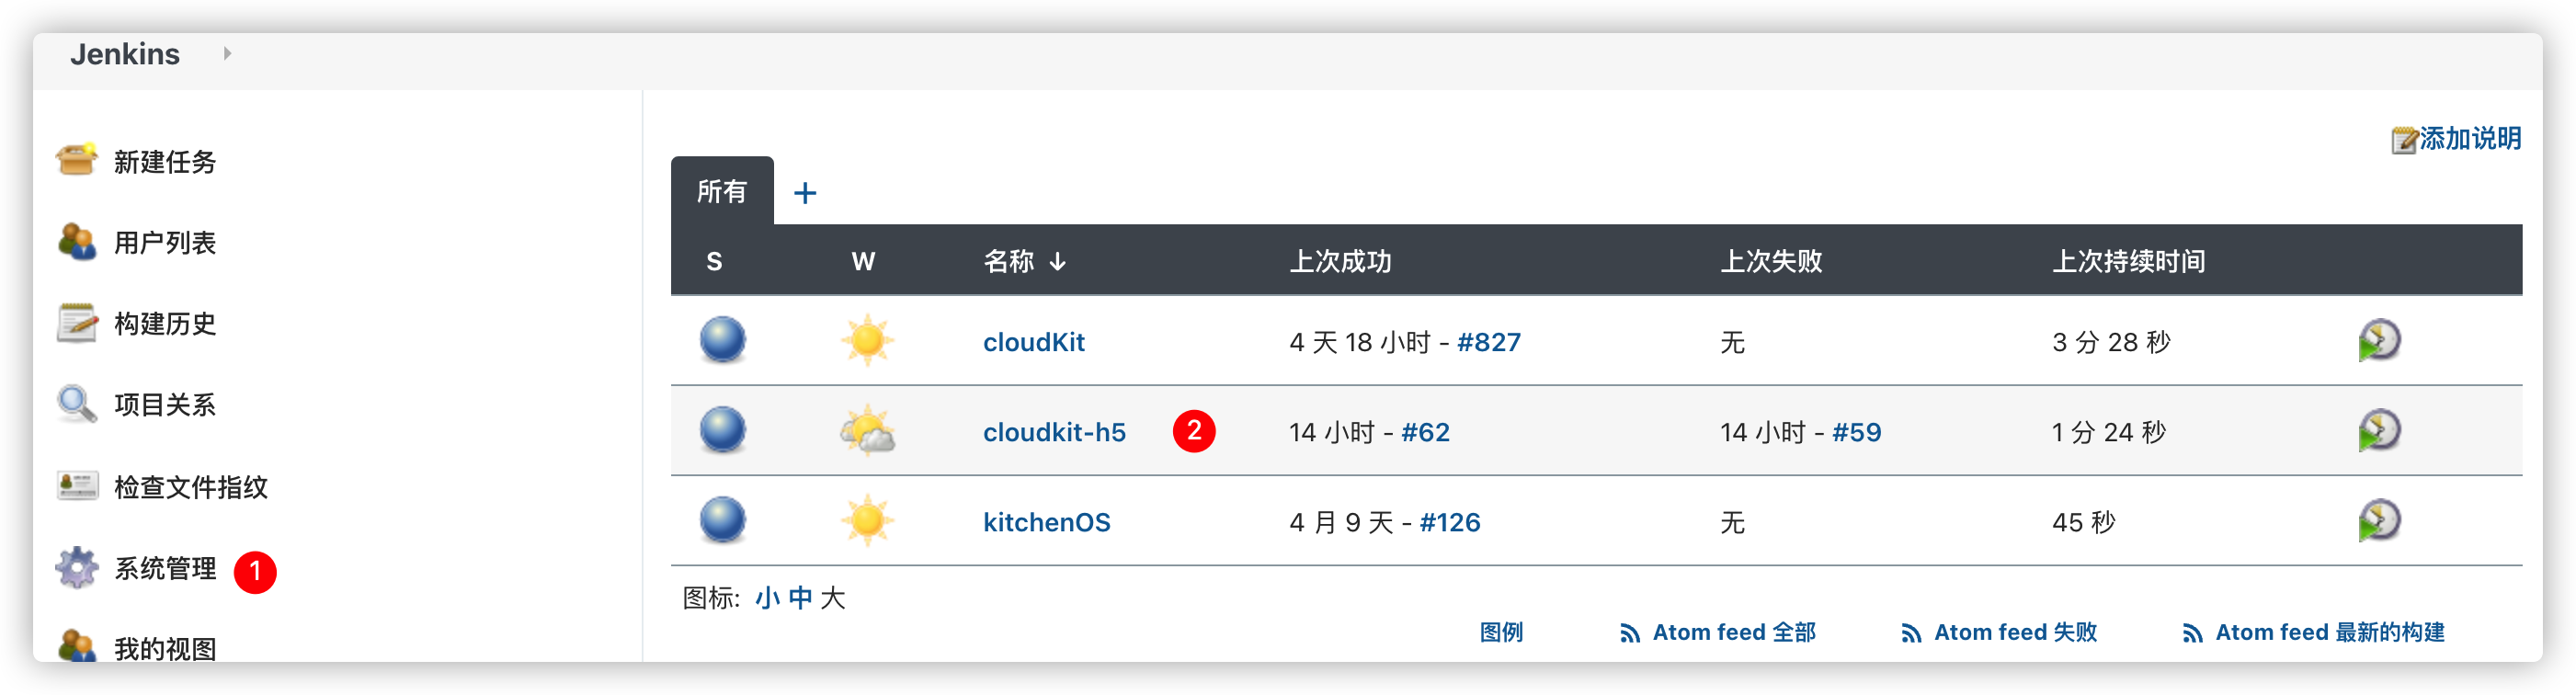 Jenkins
新建任务
用户列表
构建历史
项目关系
检查文件指纹
系统管理 1
我的视图
添加说明
所有 +
S W 名称 ↓ 上次成功 上次失败 上次持续时间
cloudKit 4 天 18 小时 - #827 无 3 分 28 秒
cloudkit-h5 2 14 小时 - #62 14 小时 - #59 1 分 24 秒
kitchenOS 4 月 9 天 - #126 无 45 秒
图标: 小 中 大
图例 Atom feed 全部 Atom feed 失败 Atom feed 最新的构建